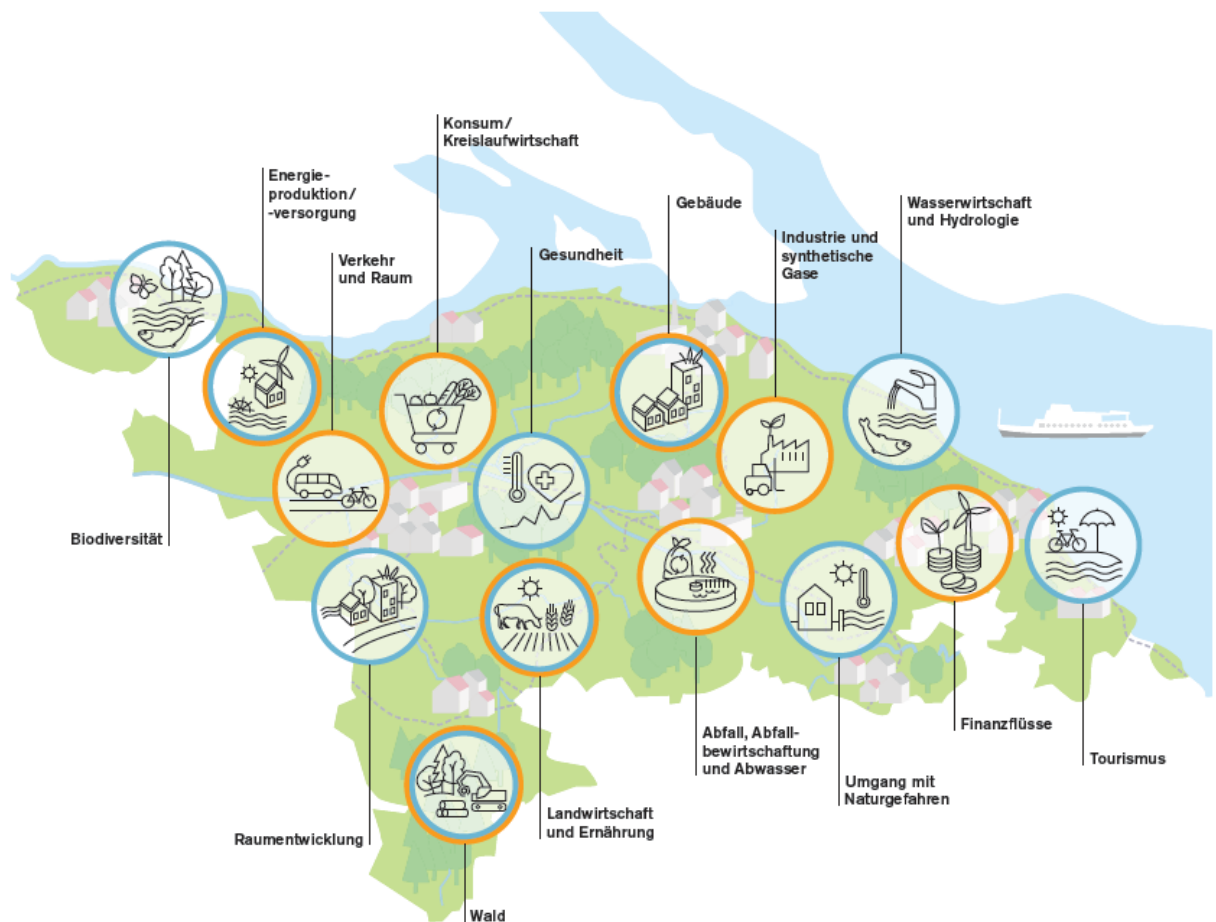 Konsum/
Kreislaufwirtschaft
Energie-
produktion/
-versorgung
Verkehr
und Raum
Gesundheit
Gebäude
Industrie und
synthetische
Gase
Wasserwirtschaft
und Hydrologie
Biodiversität
Raumentwicklung
Wald
Landwirtschaft
und Ernährung
Abfall, Abfall-
bewirtschaftung
und Abwasser
Umgang mit
Naturgefahren
Finanzflüsse
Tourismus